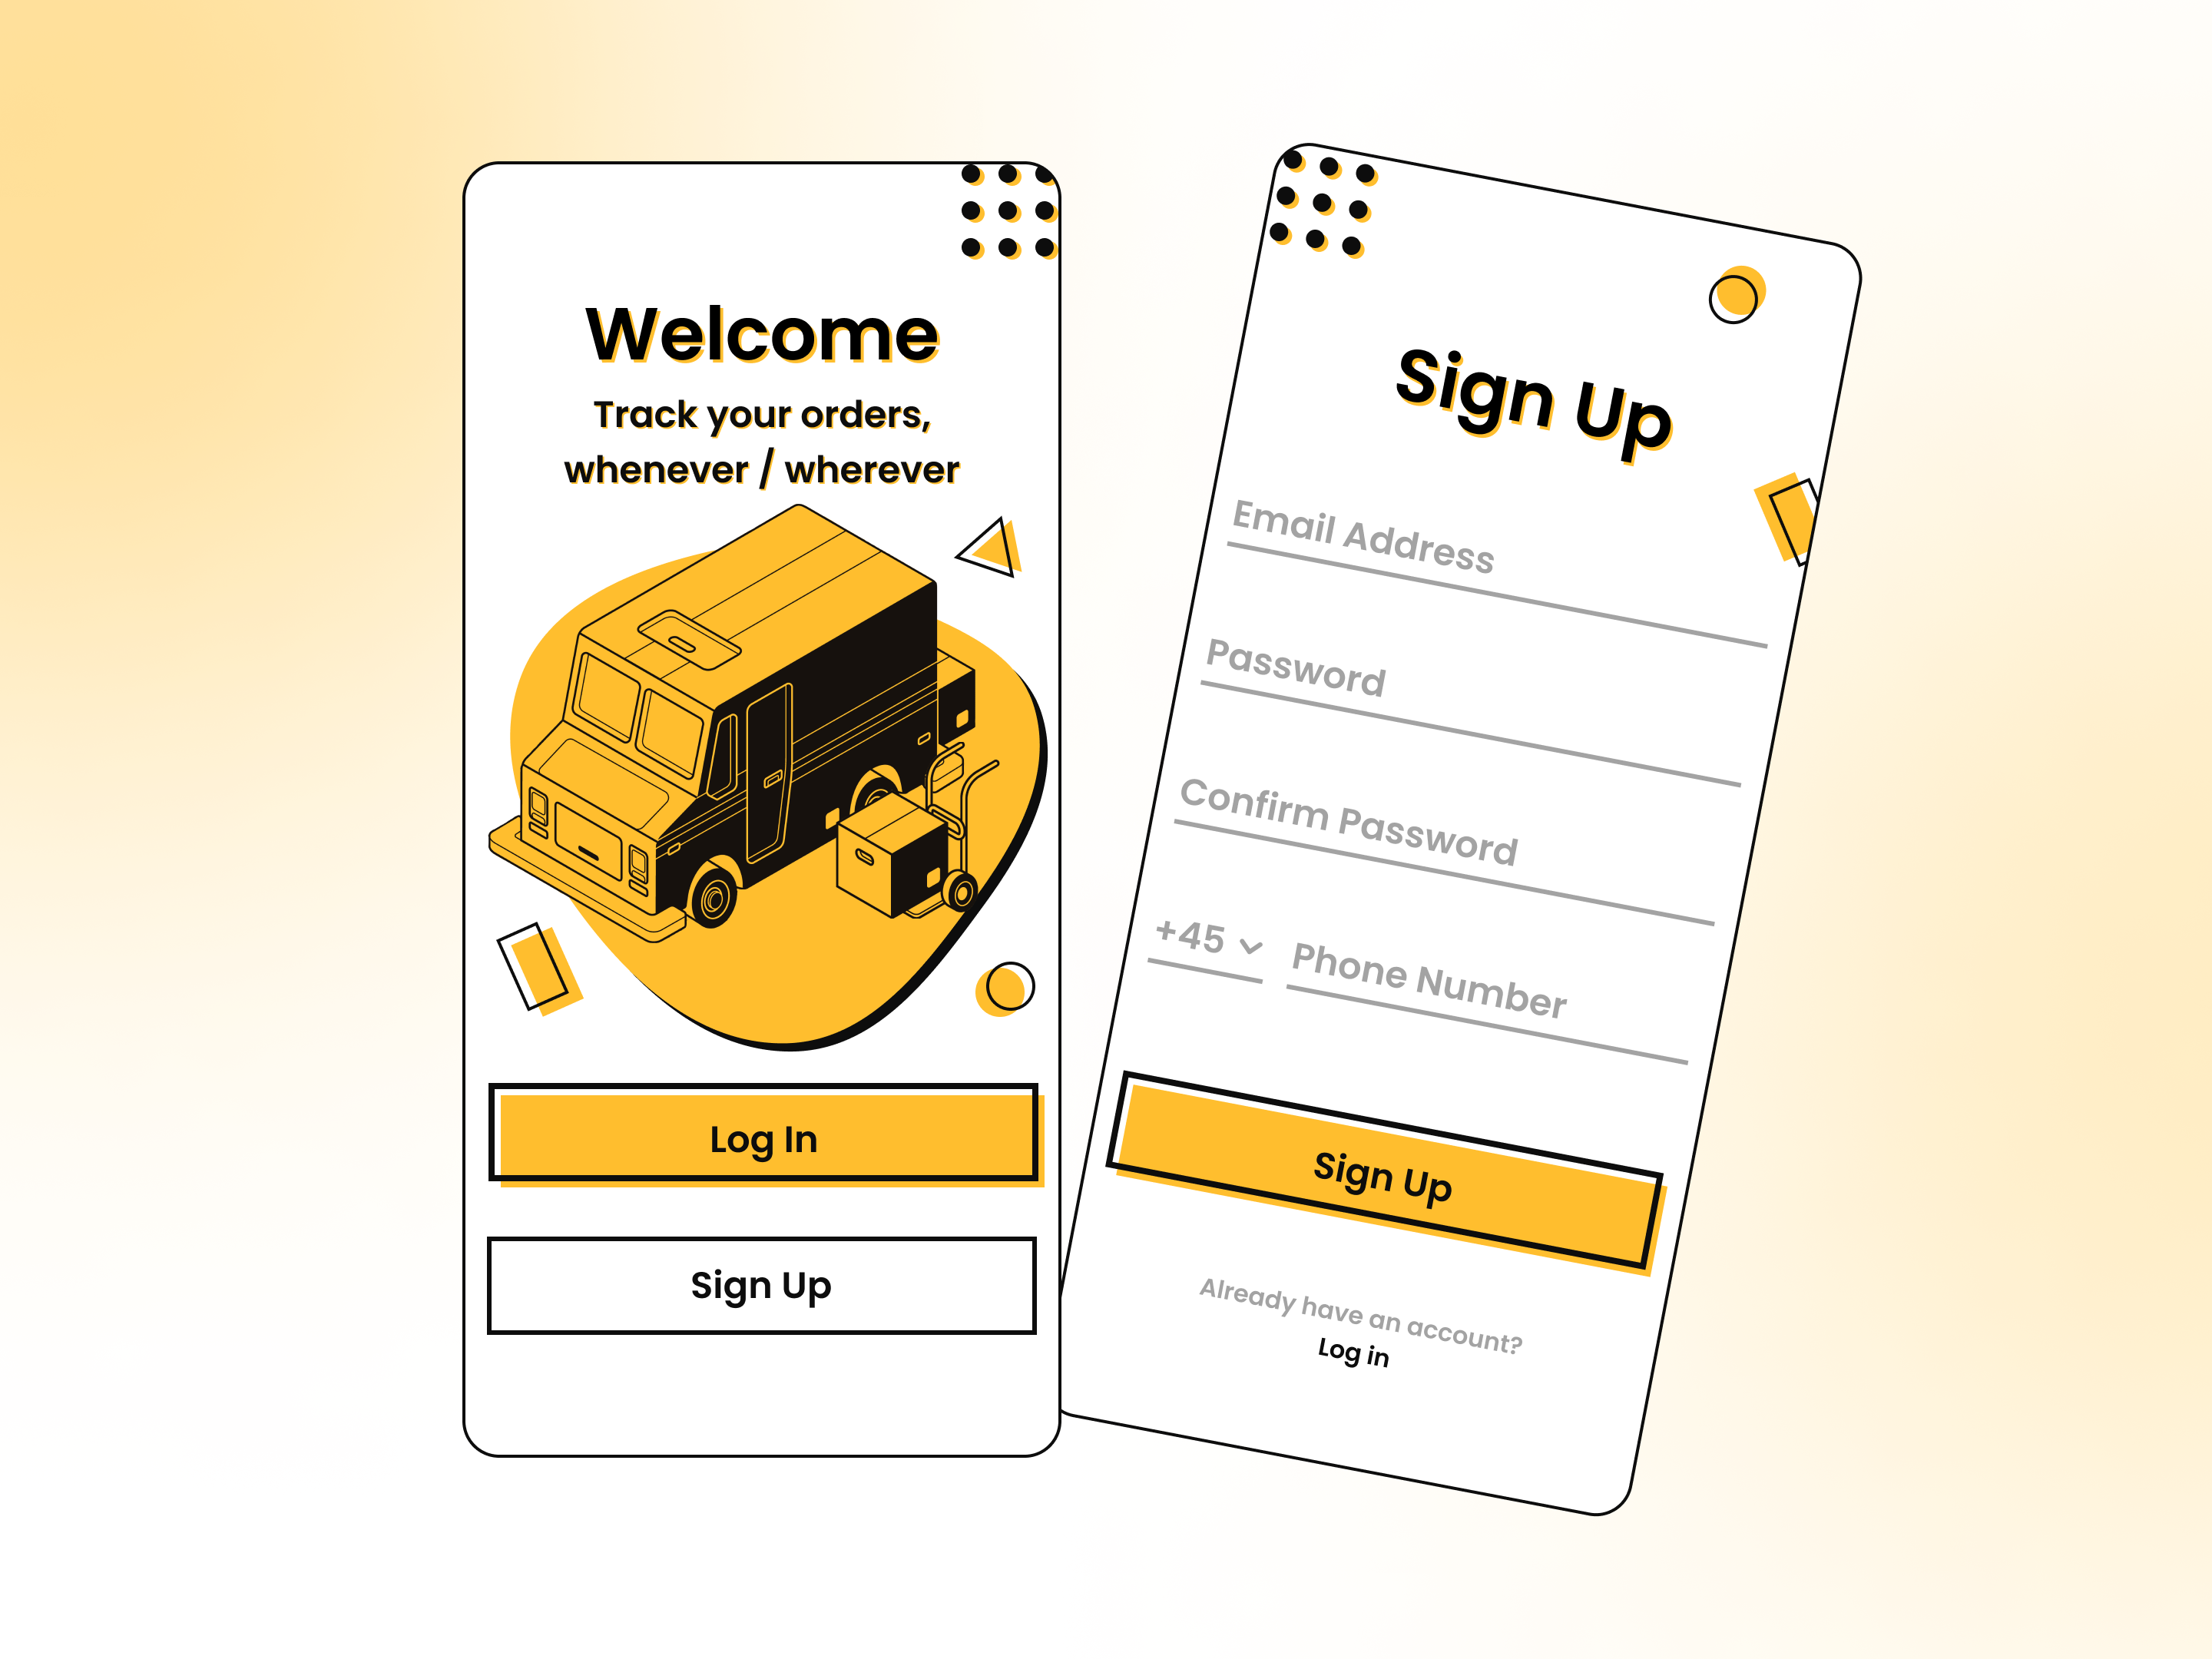 Welcome
Track your orders,
whenever / wherever
Log In
Sign Up
Sign Up
Email Address
Password
Confirm Password
+45 Phone Number
Sign Up
Already have an account?
Log in